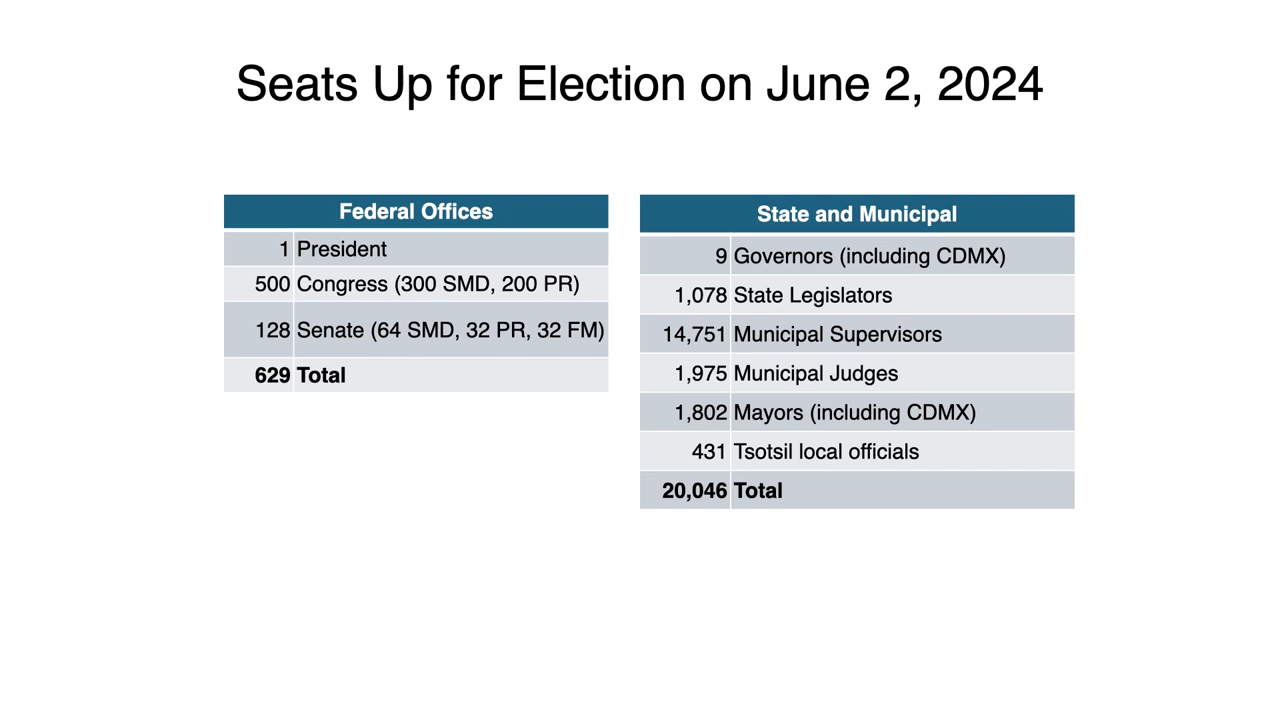 Seats Up for Election on June 2, 2024
Federal Offices
1 President
500 Congress (300 SMD, 200 PR)
128 Senate (64 SMD, 32 PR, 32 FM)
629 Total
State and Municipal
9 Governors (including CDMX)
1,078 State Legislators
14,751 Municipal Supervisors
1,975 Municipal Judges
1,802 Mayors (including CDMX)
431 Tsotsil local officials
20,046 Total